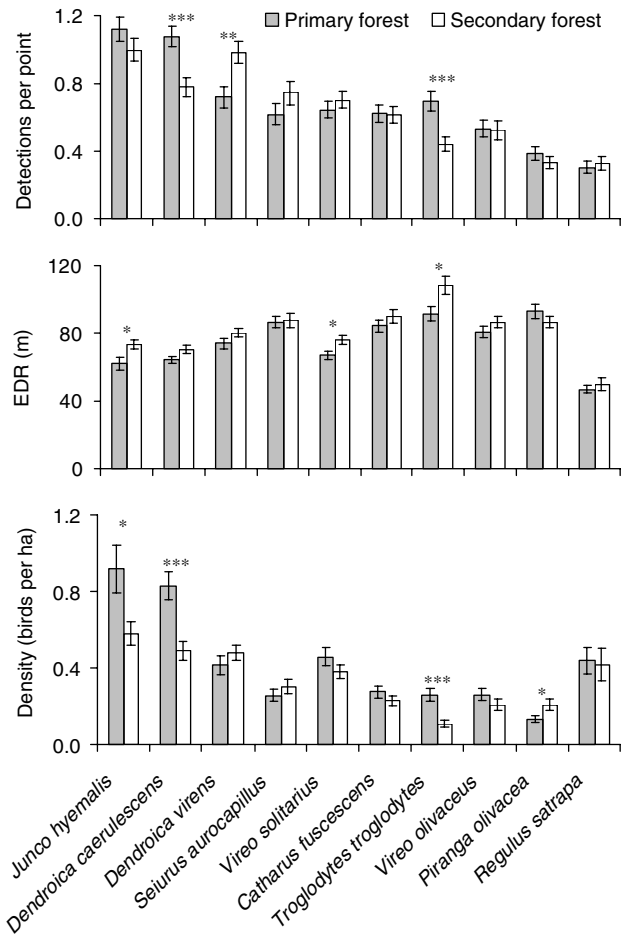 Primary forest Secondary forest
Detections per point
1.2
0.8
0.4
0.0
***
**
***
EDR (m)
120
80
40
0
*
*
*
Density (birds per ha)
1.2
0.8
0.4
0.0
*
***
***
*
Junco hyemalis
Dendroica caerulescens
Dendroica virens
Seiurus aurocapillus
Vireo solitarius
Catharus fuscescens
Troglodytes troglodytes
Vireo olivaceus
Piranga olivacea
Regulus satrapa